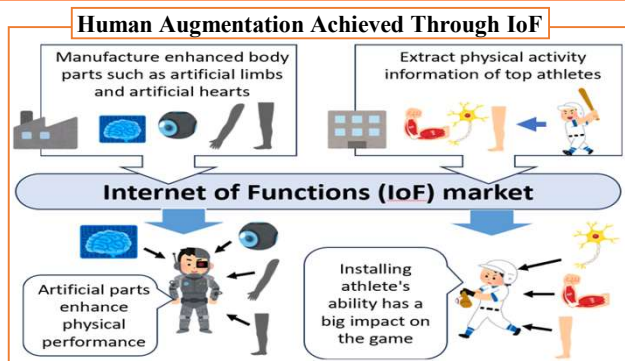 Human Augmentation Achieved Through IoF
Manufacture enhanced body
parts such as artificial limbs
and artificial hearts
Extract physical activity
information of top athletes
Internet of Functions (IoF) market
Artificial parts
enhance
physical
performance
Installing
athlete's
ability has a
big impact on
the game